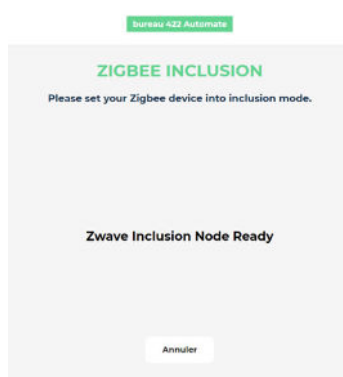 bureau 422 Automate
ZIGBEE INCLUSION
Please set your Zigbee device into inclusion mode.
Zwave Inclusion Node Ready
Annuler